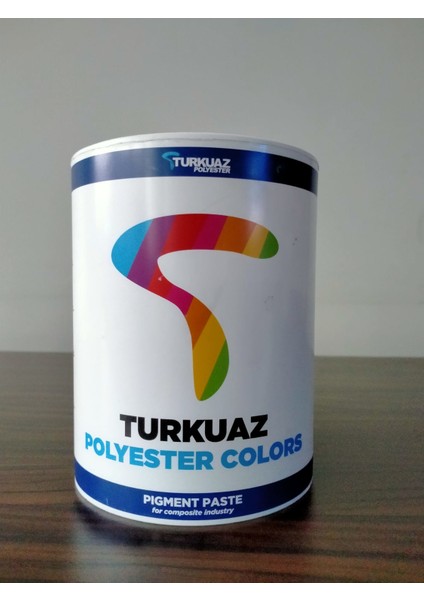 TURKUAZ
POLYESTER
TURKUAZ
POLYESTER COLORS
PIGMENT PASTE
for composite industry